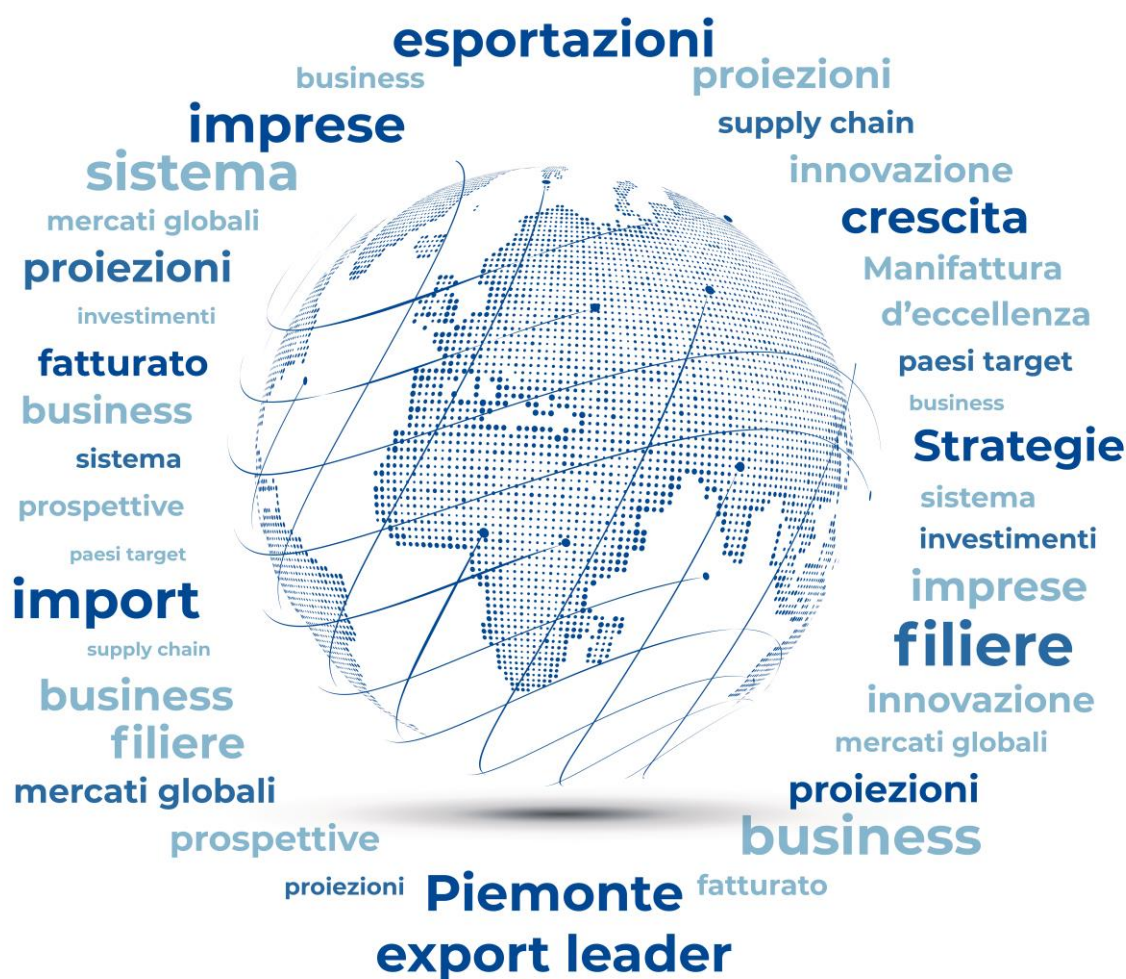 esportazioni
business
proiezioni
imprese
supply chain
sistema
innovazione
mercati globali
crescita
proiezioni
Manifattura
d’eccellenza
investimenti
fatturato
paesi target
business
business
sistema
Strategie
prospettive
sistema
paesi target
investimenti
import
imprese
supply chain
filiere
business
innovazione
filiere
mercati globali
mercati globali
proiezioni
prospettive
business
proiezioni
Piemonte
fatturato
export leader